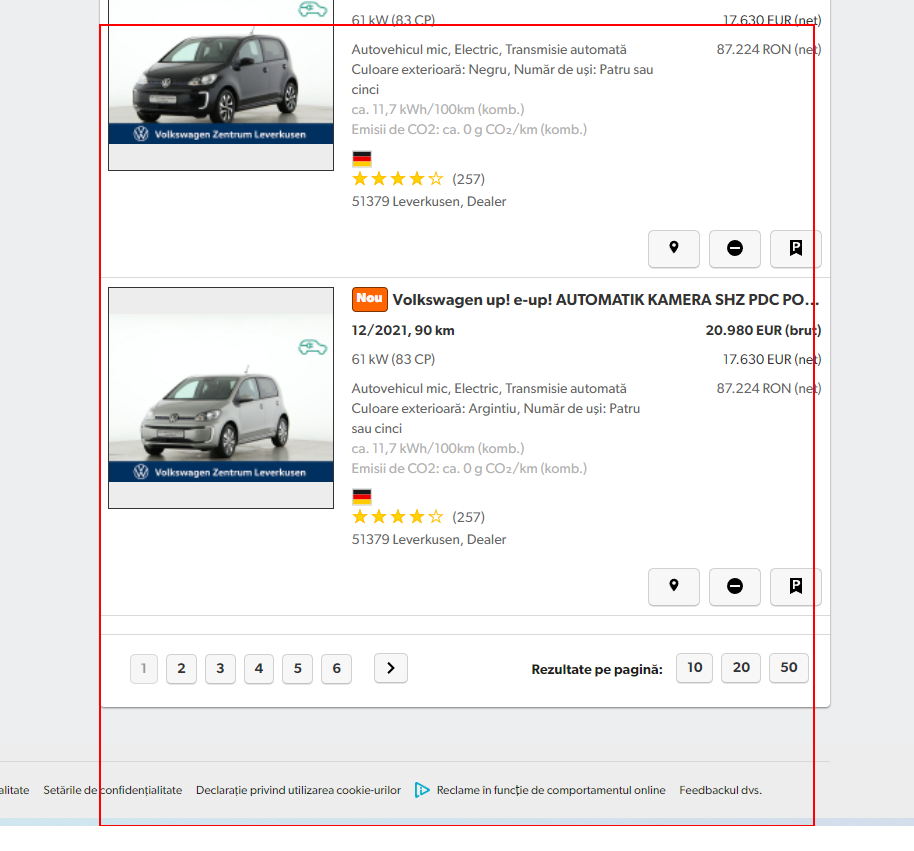 61 kW (83 CP)
17.630 EUR (net)
Autovehicul mic, Electric, Transmisie automată
87.224 RON (net)
Culoare exterioară: Negru, Număr de uși: Patru sau
cinci
ca. 11,7 kWh/100km (komb.)
Emisii de CO2: ca. 0 g CO₂/km (komb.)
Volkswagen Zentrum Leverkusen
(257)
51379 Leverkusen, Dealer
Nou
Volkswagen up! e-up! AUTOMATIK KAMERA SHZ PDC PO...
12/2021, 90 km
20.980 EUR (brut)
61 kW (83 CP)
17.630 EUR (net)
Autovehicul mic, Electric, Transmisie automată
87.224 RON (net)
Culoare exterioară: Argintiu, Număr de uși: Patru
sau cinci
ca. 11,7 kWh/100km (komb.)
Emisii de CO2: ca. 0 g CO₂/km (komb.)
Volkswagen Zentrum Leverkusen
(257)
51379 Leverkusen, Dealer
1 2 3 4 5 6
Rezultate pe pagină: 10 20 50
alitate Setările de confidențialitate Declarație privind utilizarea cookie-urilor Reclame în funcție de comportamentul online Feedbackul dvs.